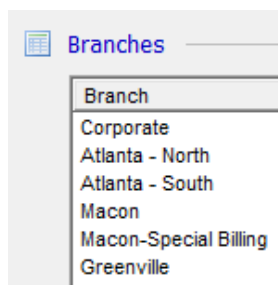 Branches
Branch
Corporate
Atlanta - North
Atlanta - South
Macon
Macon-Special Billing
Greenville